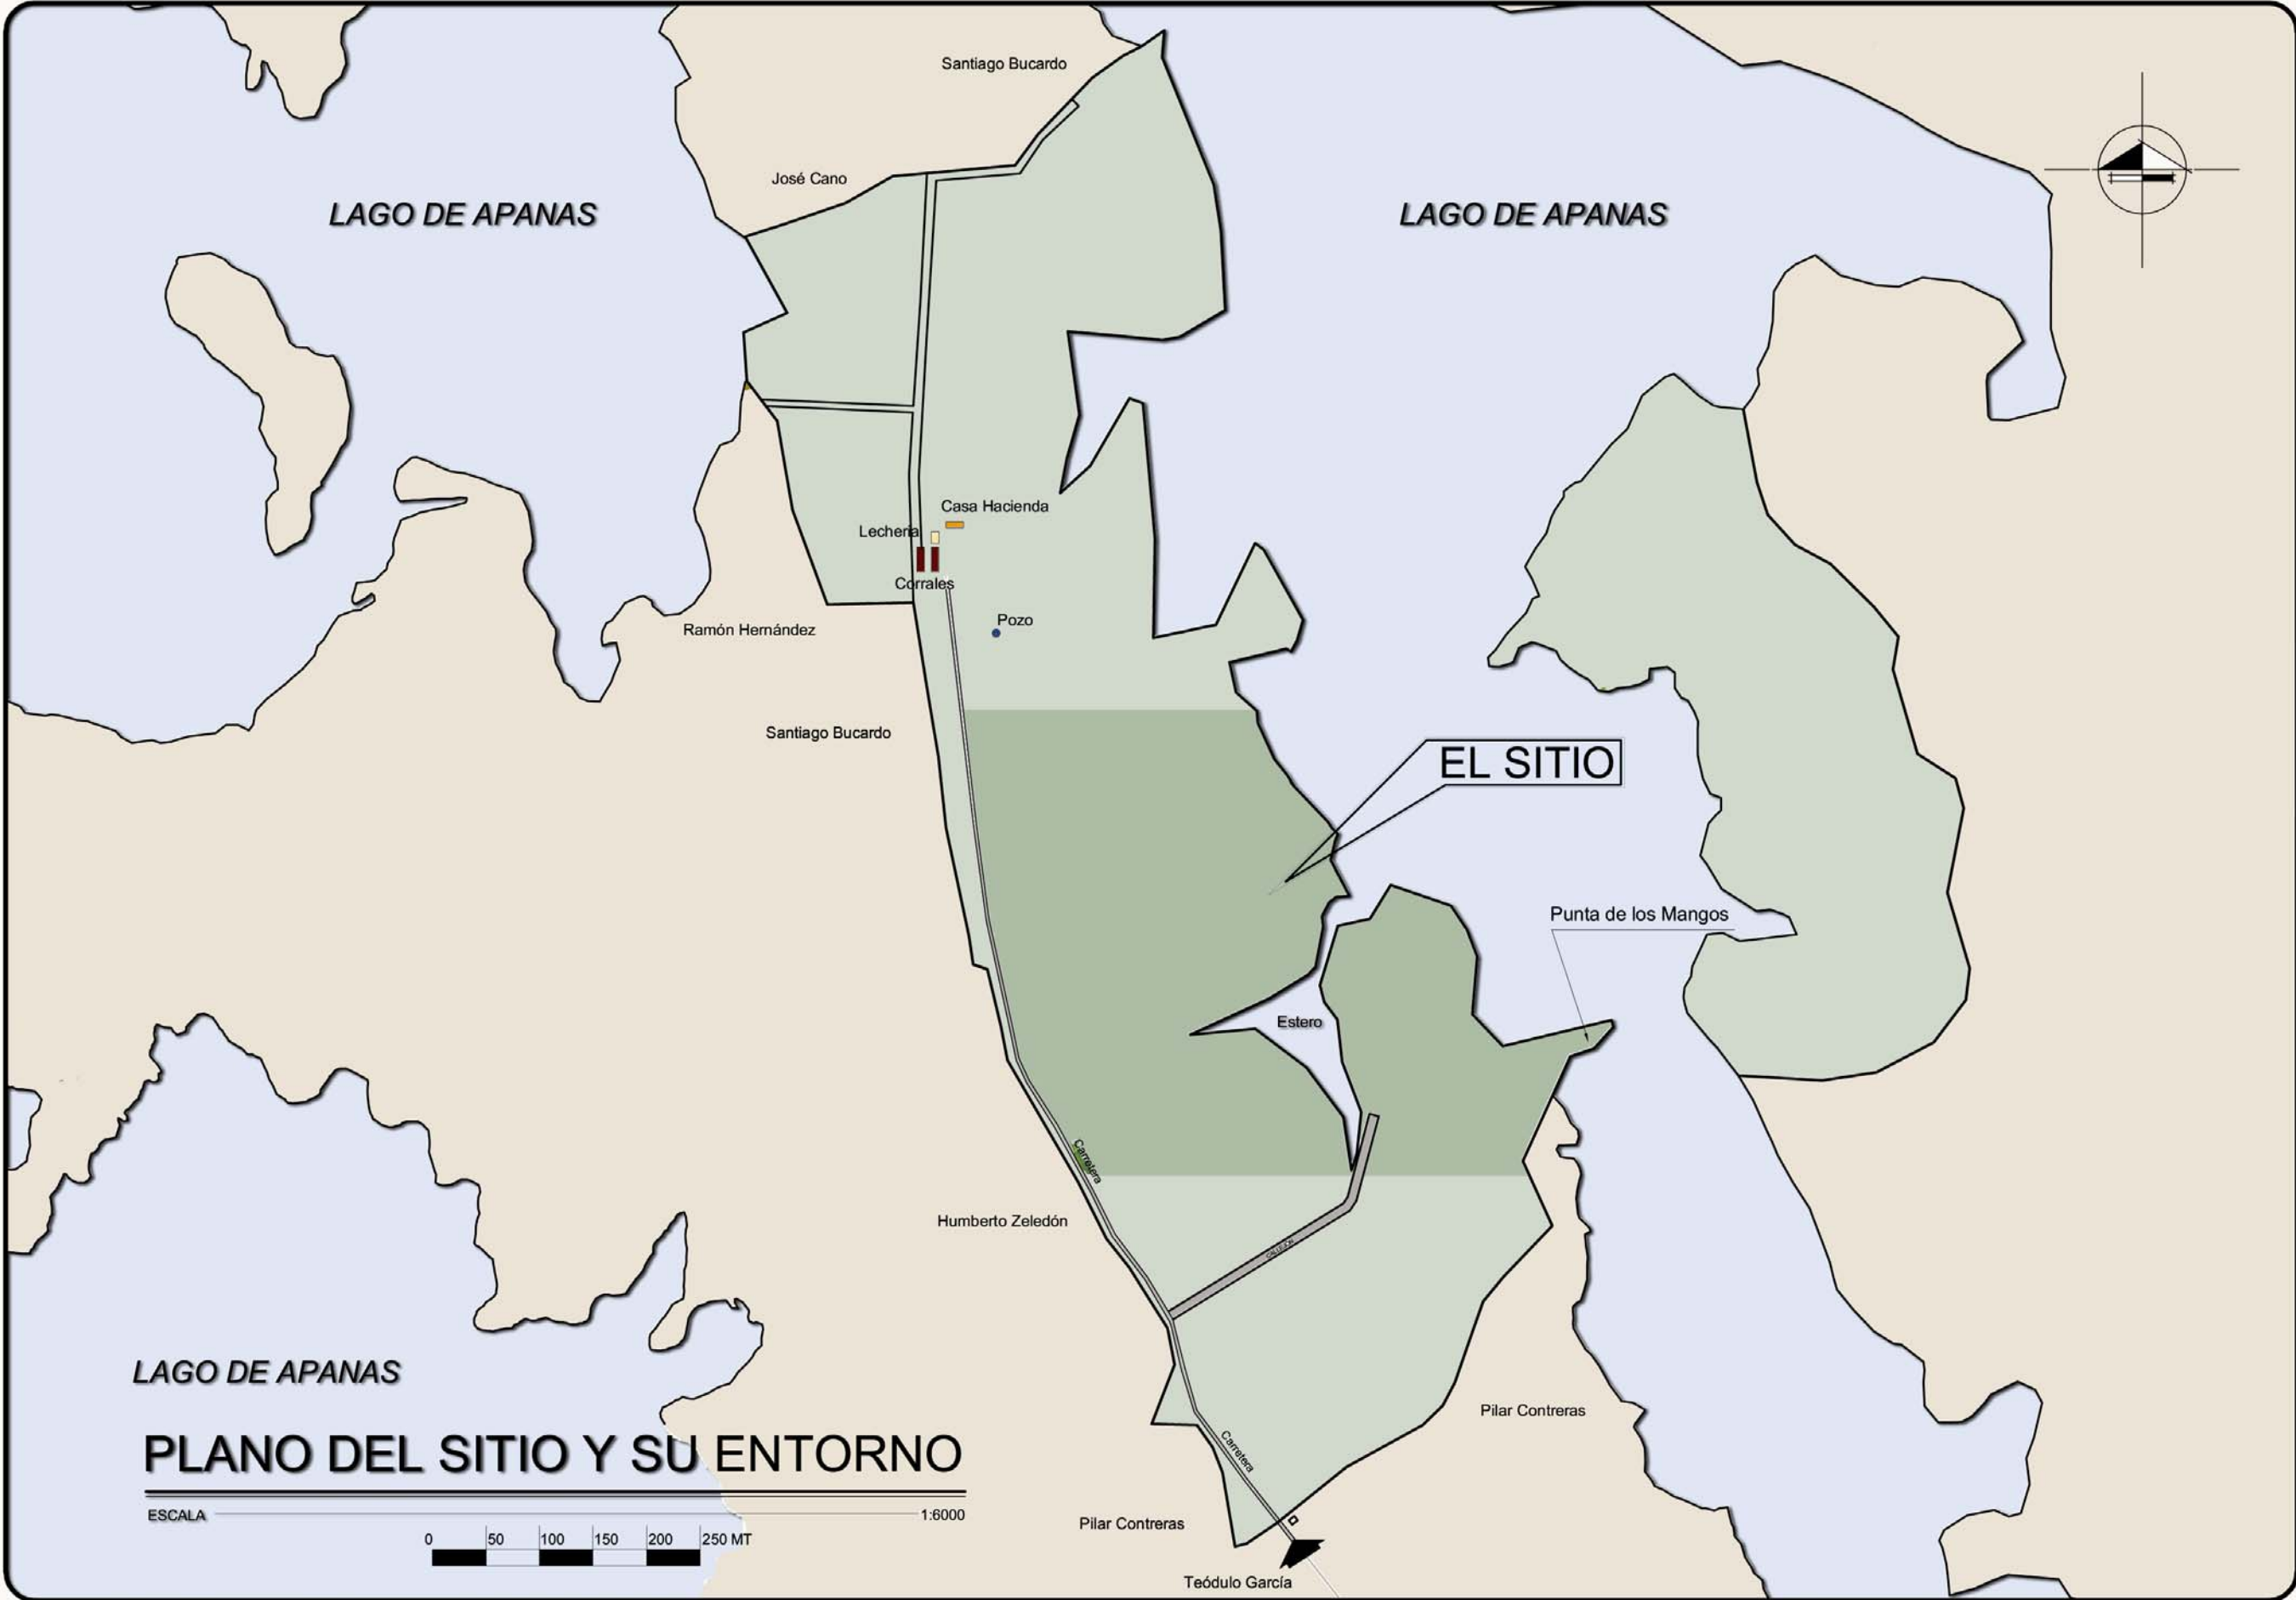 Santiago Bucardo
José Cano
LAGO DE APANAS
LAGO DE APANAS
Casa Hacienda
Lechería
Corrales
Pozo
Ramón Hernández
Santiago Bucardo
EL SITIO
Punta de los Mangos
Estero
Carretera
Humberto Zeledón
LAGO DE APANAS
Pilar Contreras
Carretera
PLANO DEL SITIO Y SU ENTORNO
ESCALA 1:6000
Pilar Contreras
0 50 100 150 200 250 MT
Teódulo García